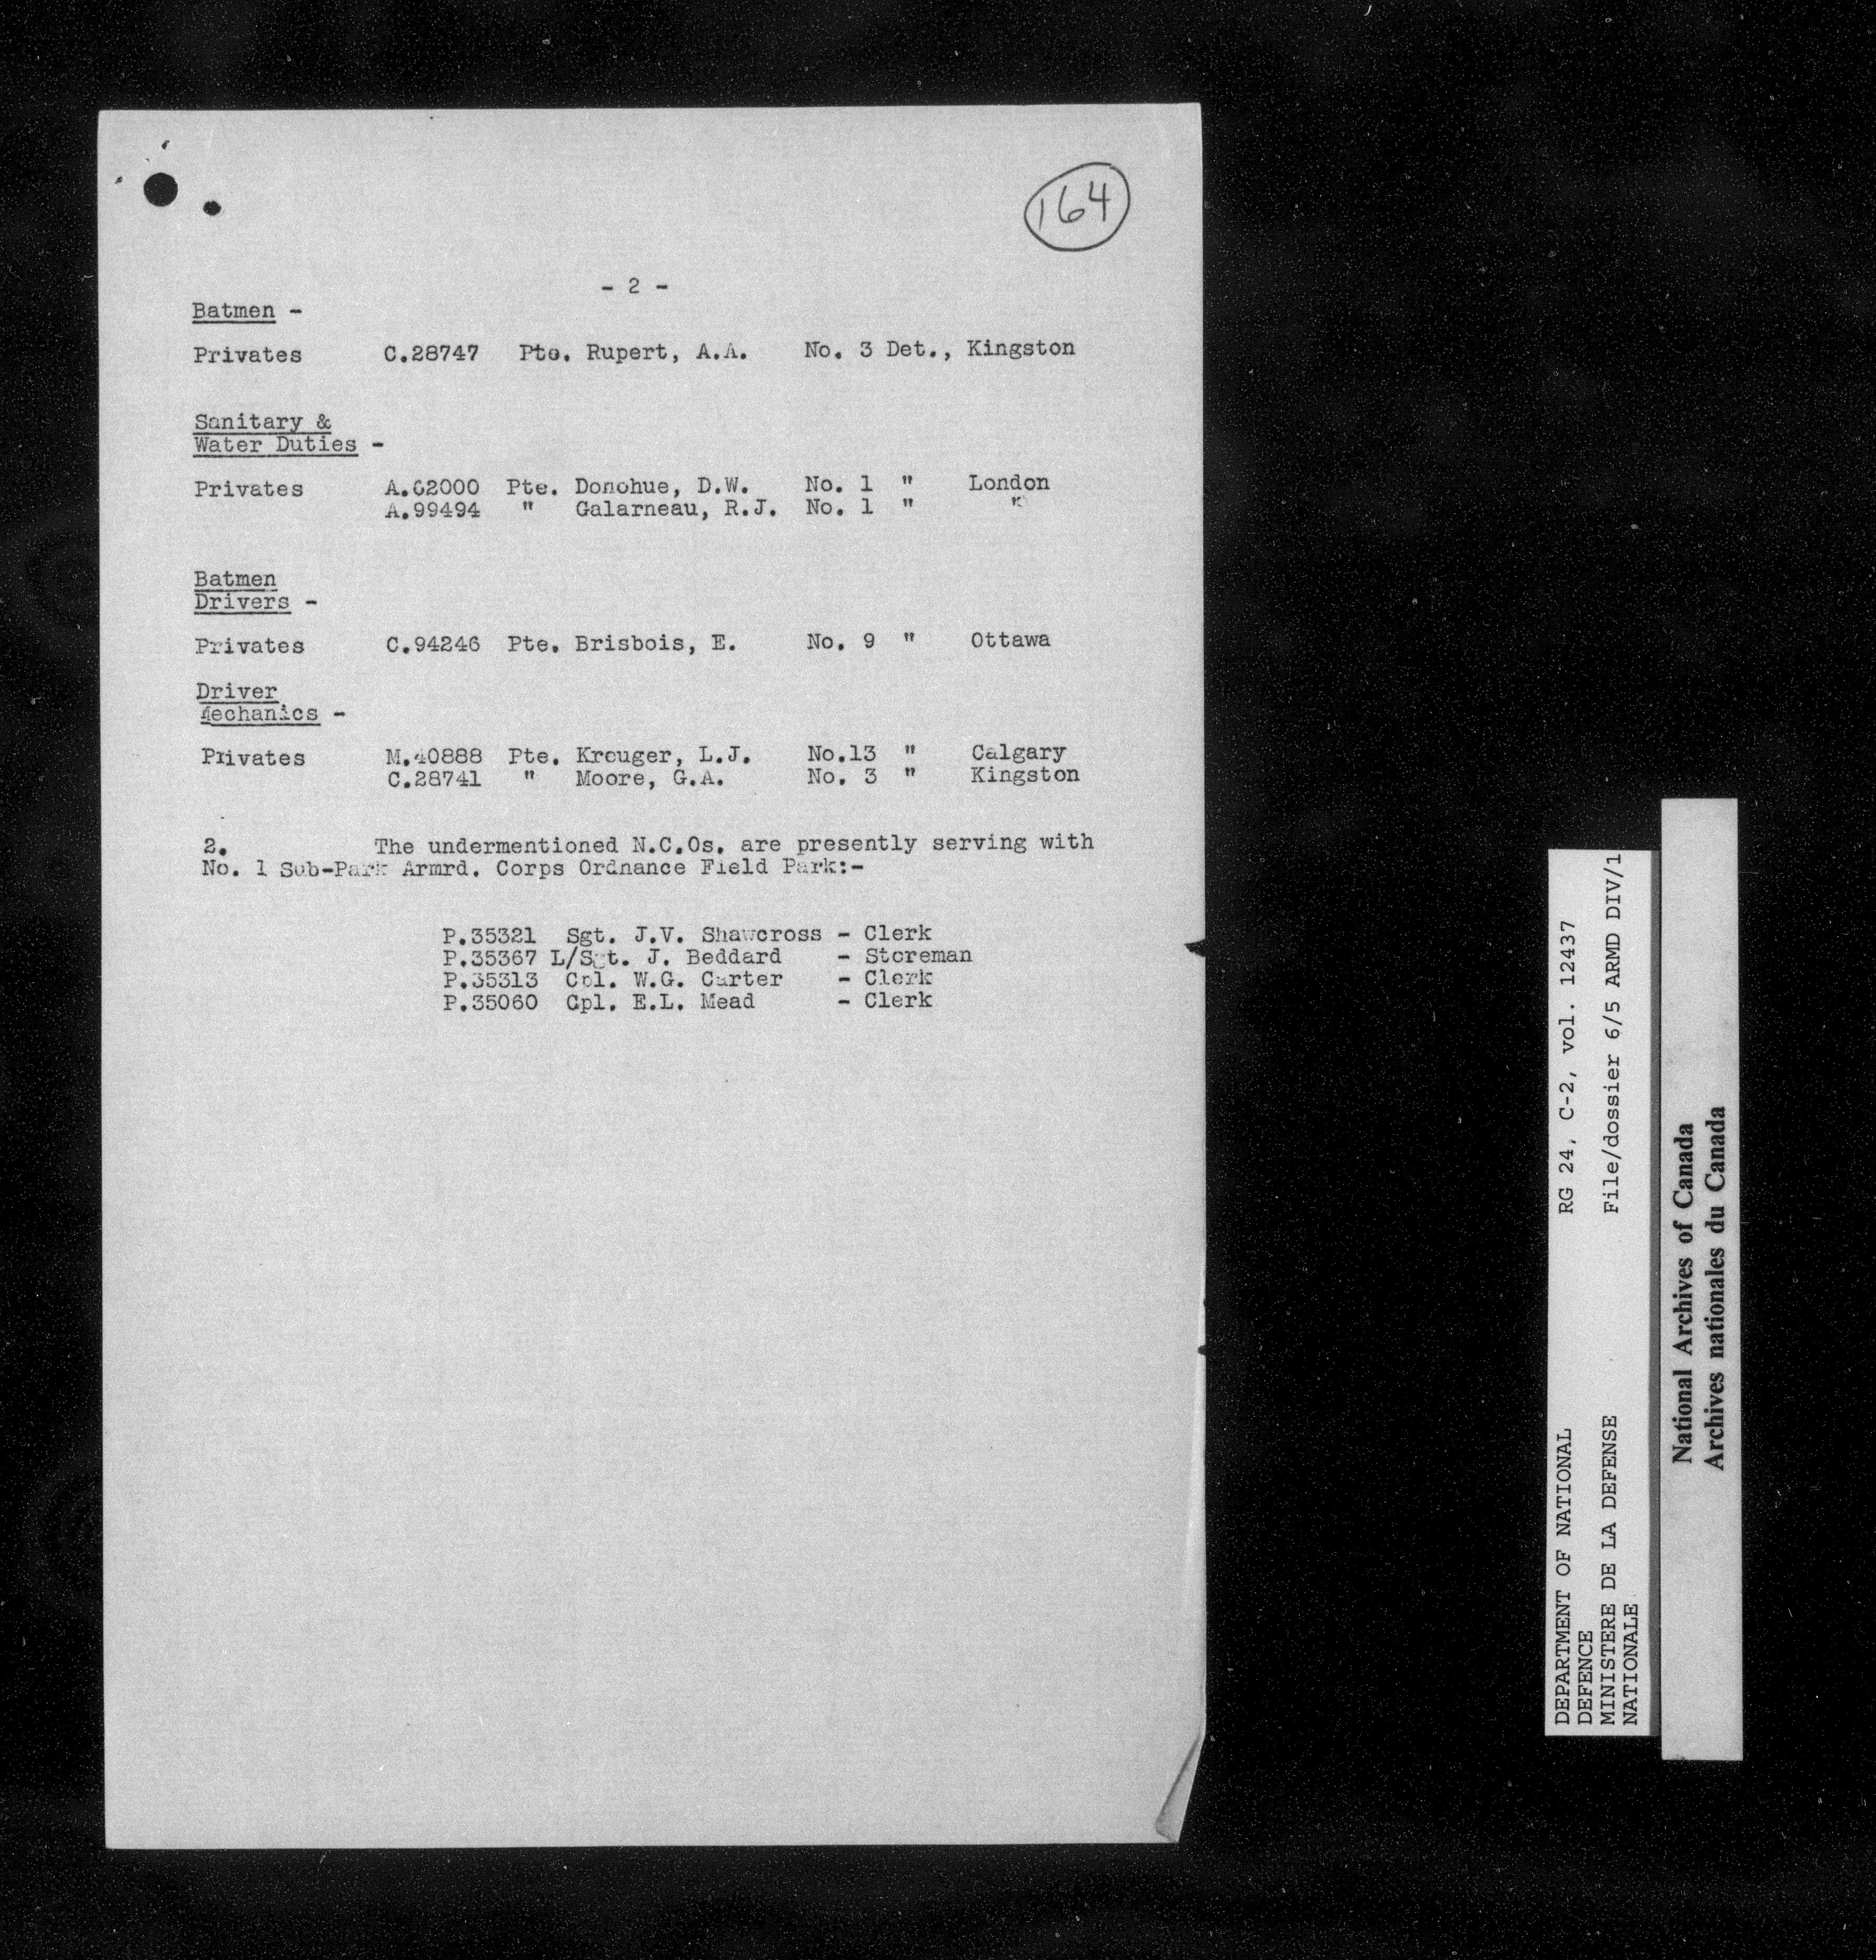 164
- 2 -
Batmen -
Privates C.28747 Pte. Rupert, A.A. No. 3 Det., Kingston
Sanitary &
Water Duties -
Privates A.62000 Pte. Donohue, D.W. No. 1 " London
A.99494 " Galarneau, R.J. No. 1 " "
Batmen
Drivers -
Privates C.94246 Pte. Brisbois, E. No. 9 " Ottawa
Driver
Mechanics -
Privates M.40888 Pte. Kreuger, L.J. No.13 " Calgary
C.28741 " Moore, G.A. No. 3 " Kingston
2. The undermentioned N.C.Os. are presently serving with
No. 1 Sub-Park Armrd. Corps Ordnance Field Park:-
P.35321 Sgt. J.V. Shawcross - Clerk
P.35367 L/Sgt. J. Beddard - Storeman
P.35313 Cpl. W.G. Carter - Clerk
P.35060 Cpl. E.L. Mead - Clerk
DEPARTMENT OF NATIONAL RG 24, C-2, vol. 12437
DEFENCE
MINISTERE DE LA DEFENSE File/dossier 6/5 ARMD DIV/1
NATIONALE
National Archives of Canada
Archives nationales du Canada